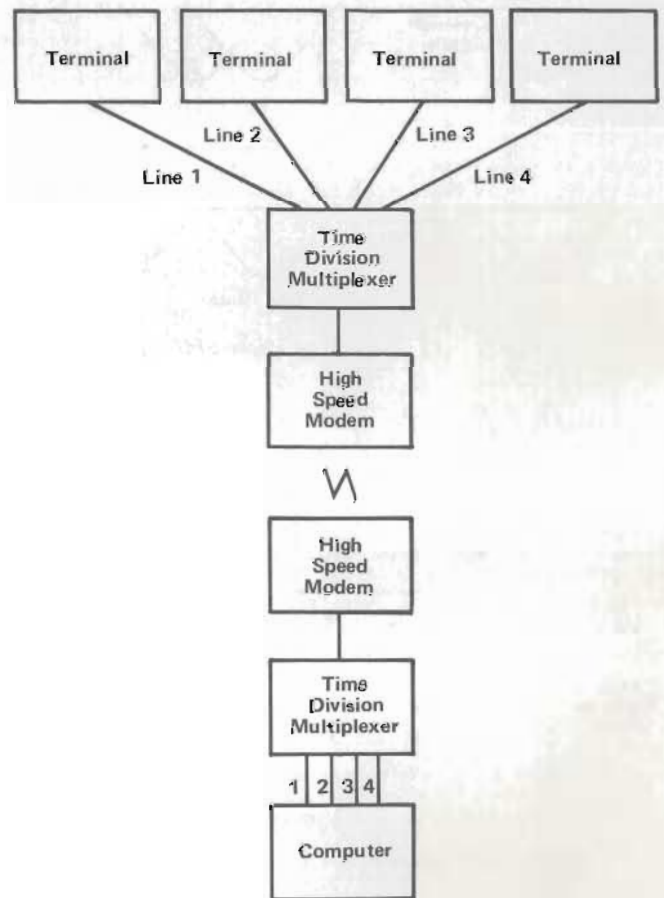 Terminal Terminal Terminal Terminal
Line 2 Line 3
Line 1 Line 4
Time
Division
Multiplexer
High
Speed
Modem
High
Speed
Modem
Time
Division
Multiplexer
1 2 3 4
Computer